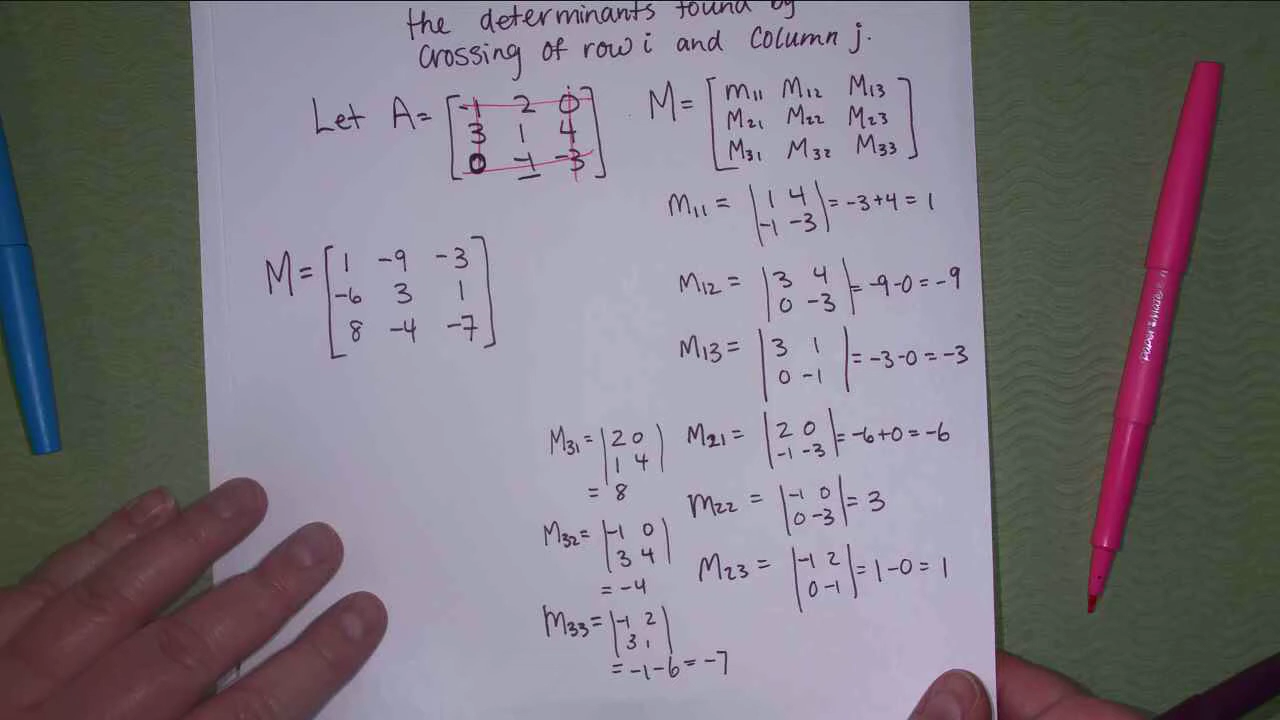 the determinants found by
crossing of row i and column j.
Let A = [-1 2 0
3 1 4
0 -1 -3]
M = [m11 M12 M13
M21 M22 M23
M31 M32 M33]
M11 = |1 4
-1 -3| = -3+4 = 1
M = [1 -9 -3
-6 3 1
8 -4 -7]
M12 = |3 4
0 -3| = -9-0 = -9
M13 = |3 1
0 -1| = -3-0 = -3
M21 = |2 0
-1 -3| = -6+0 = -6
M22 = |-1 0
0 -3| = 3
M23 = |-1 2
0 -1| = 1-0 = 1
M31 = |2 0
1 4|
= 8
M32 = |-1 0
3 4|
= -4
M33 = |-1 2
3 1|
= -1-6 = -7